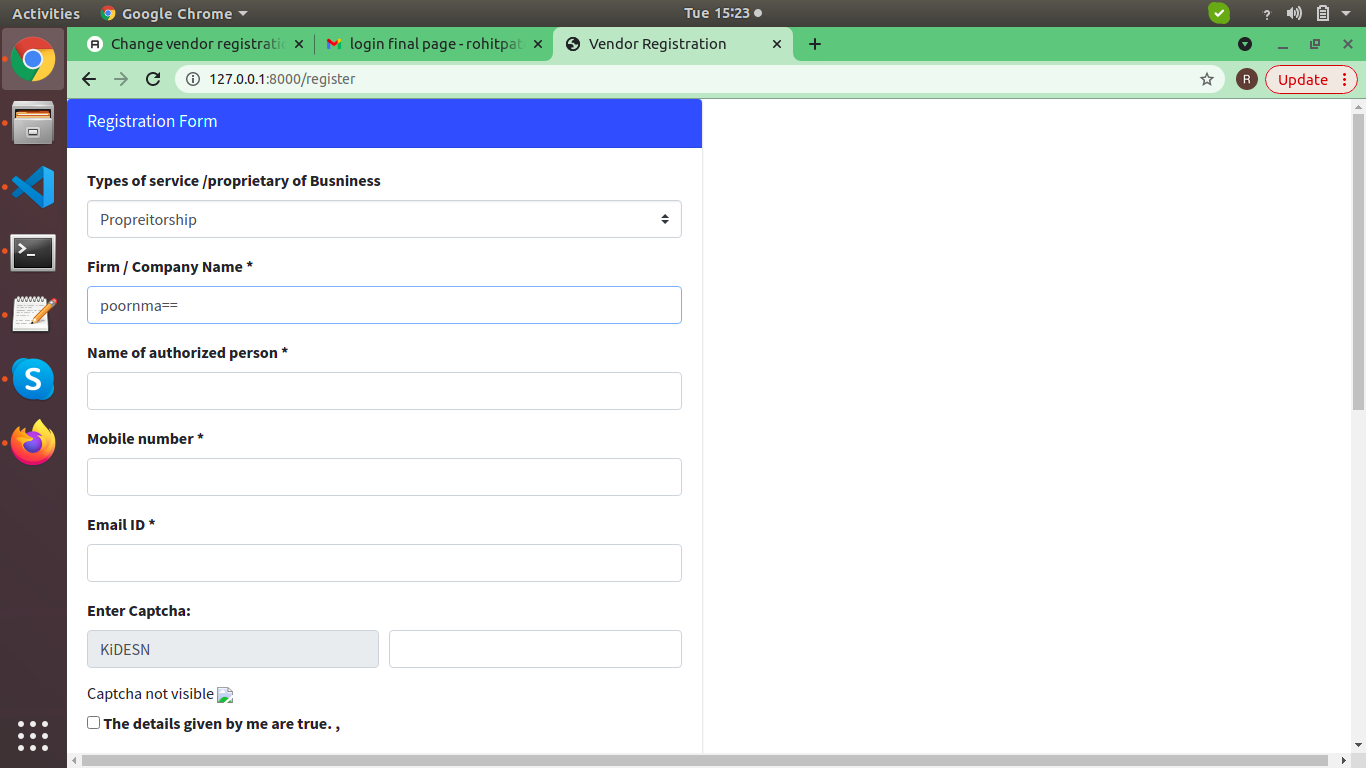 Activities Google Chrome Tue 15:23
Change vendor registrati login final page - rohitpat Vendor Registration
127.0.0.1:8000/register R Update
Registration Form
Types of service /proprietary of Busniness
Propreitorship
Firm / Company Name *
poornma==
Name of authorized person *
Mobile number *
Email ID *
Enter Captcha:
KiDESN
Captcha not visible
The details given by me are true. ,